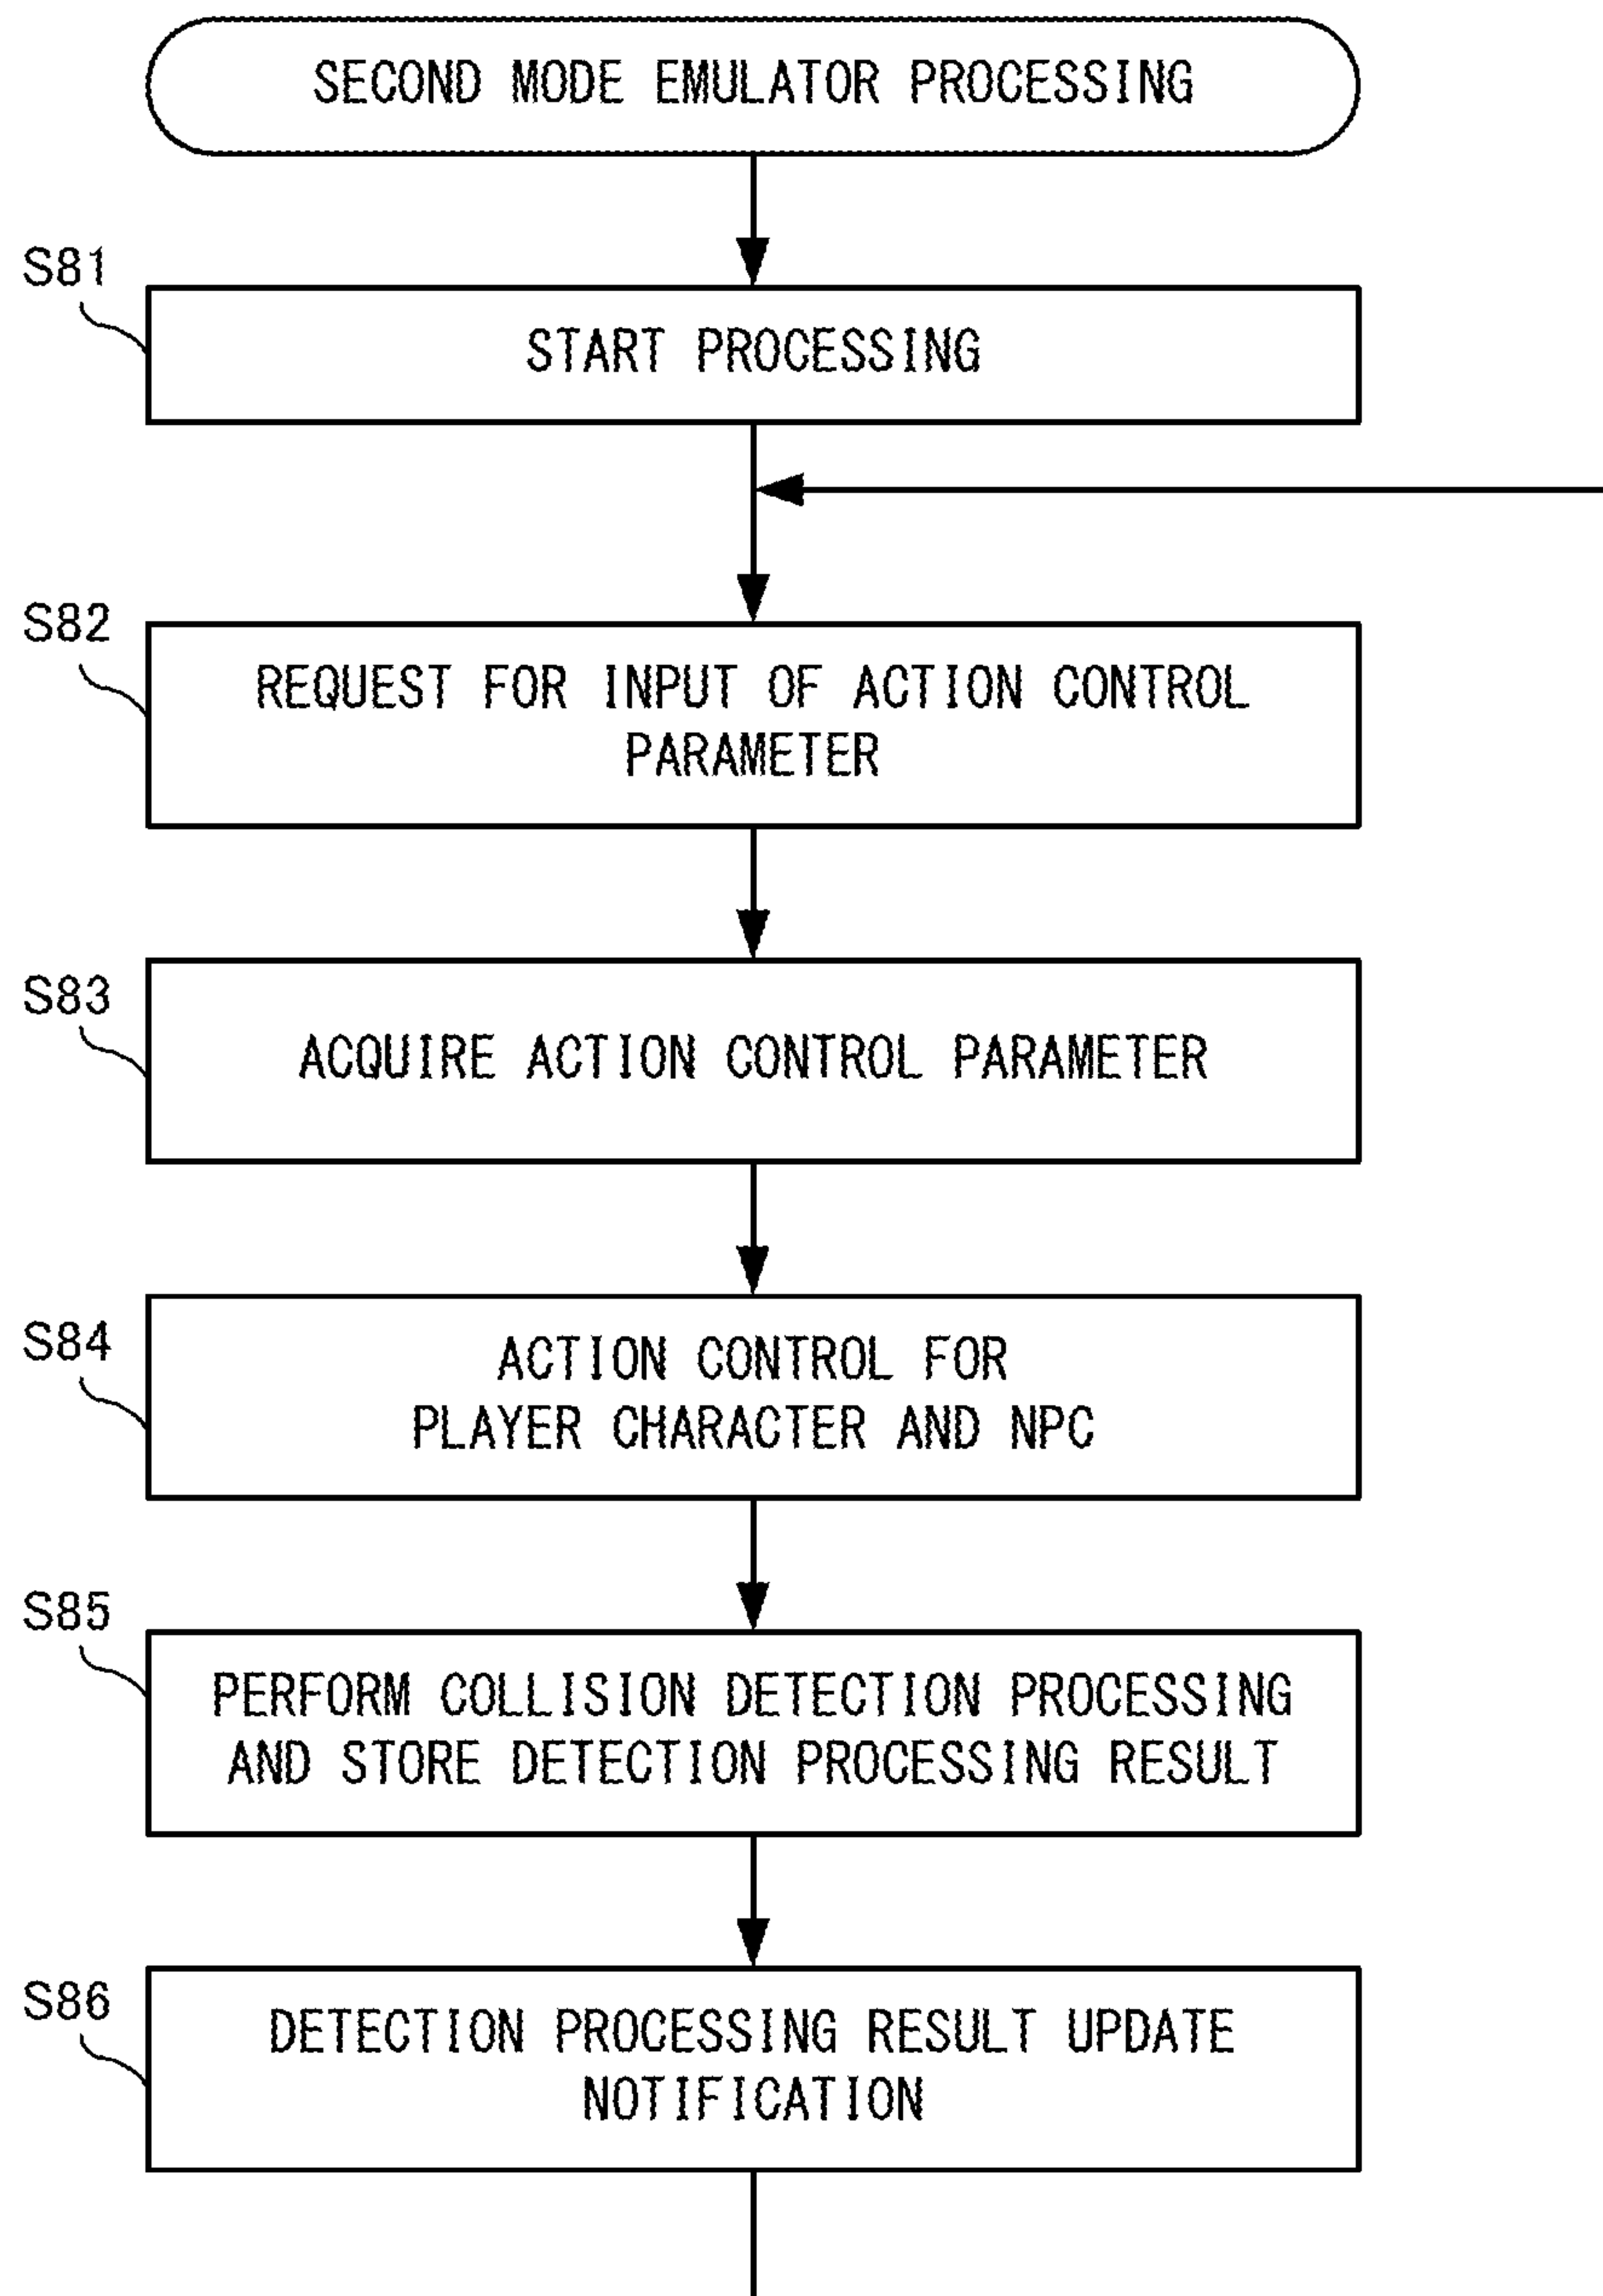 SECOND MODE EMULATOR PROCESSING
S81
START PROCESSING
S82
REQUEST FOR INPUT OF ACTION CONTROL
PARAMETER
S83
ACQUIRE ACTION CONTROL PARAMETER
S84
ACTION CONTROL FOR
PLAYER CHARACTER AND NPC
S85
PERFORM COLLISION DETECTION PROCESSING
AND STORE DETECTION PROCESSING RESULT
S86
DETECTION PROCESSING RESULT UPDATE
NOTIFICATION